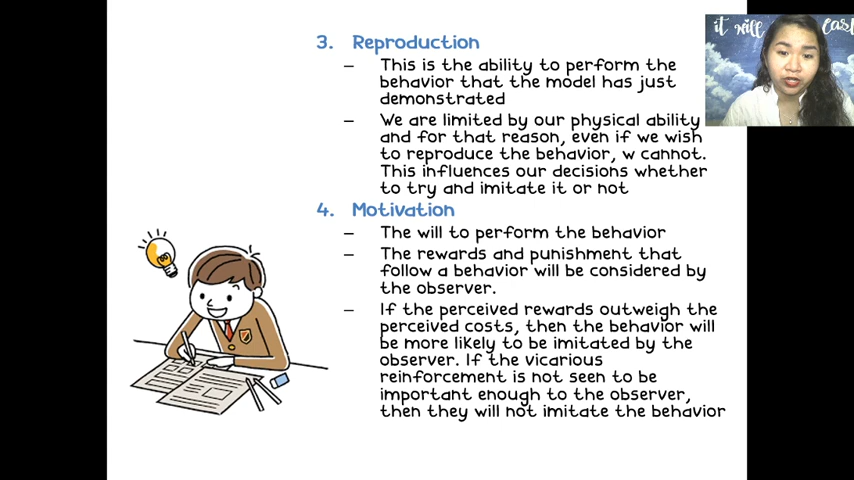 3. Reproduction
– This is the ability to perform the
behavior that the model has just
demonstrated
– We are limited by our physical ability
and for that reason, even if we wish
to reproduce the behavior, w cannot.
This influences our decisions whether
to try and imitate it or not
4. Motivation
– The will to perform the behavior
– The rewards and punishment that
follow a behavior will be considered by
the observer.
– If the perceived rewards outweigh the
perceived costs, then the behavior will
be more likely to be imitated by the
observer. If the vicarious
reinforcement is not seen to be
important enough to the observer,
then they will not imitate the behavior
it will